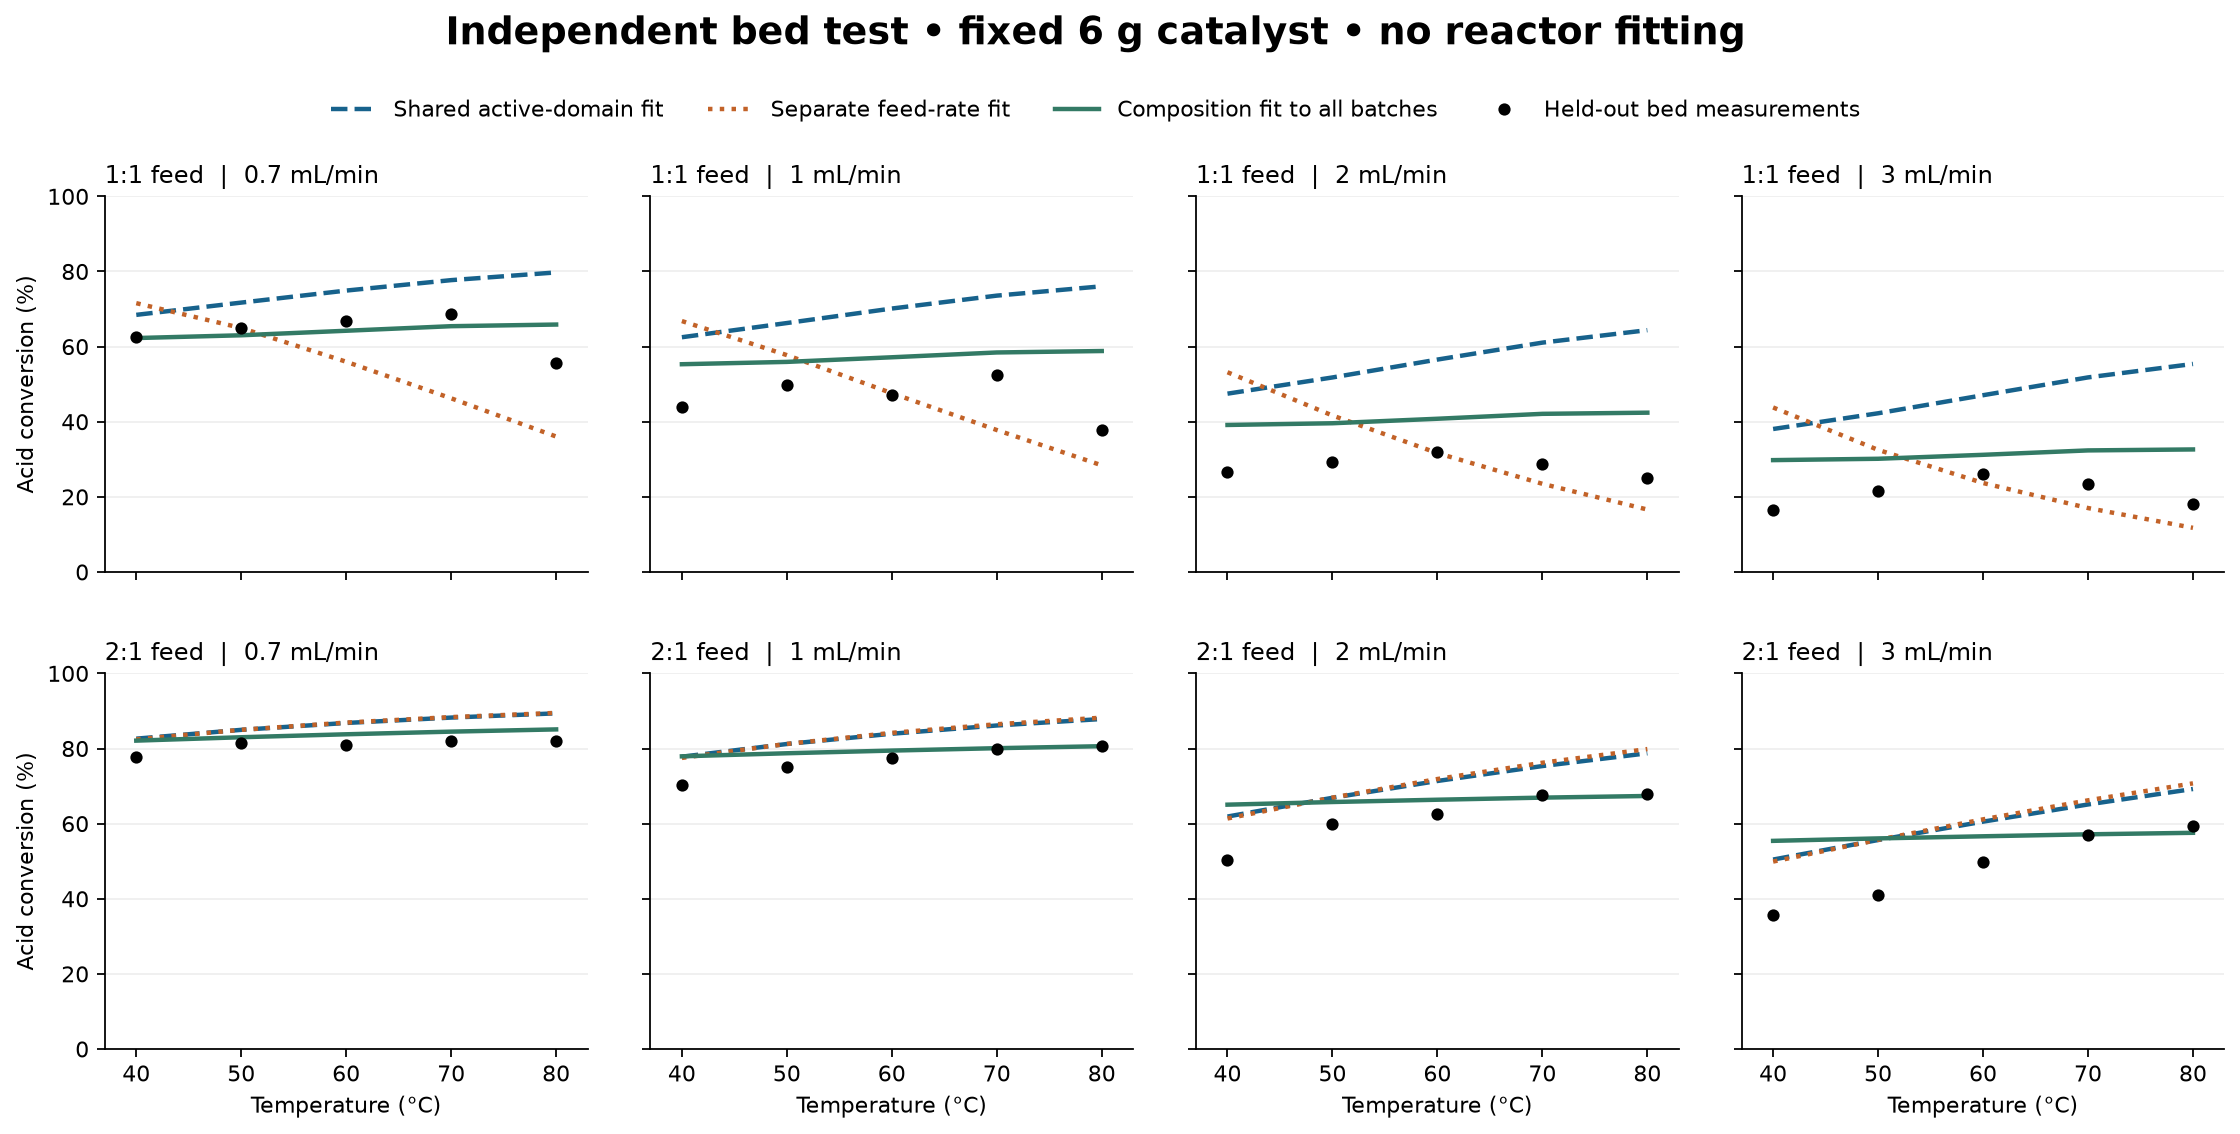 Independent bed test • fixed 6 g catalyst • no reactor fitting
Shared active-domain fit
Separate feed-rate fit
Composition fit to all batches
Held-out bed measurements
1:1 feed | 0.7 mL/min
1:1 feed | 1 mL/min
1:1 feed | 2 mL/min
1:1 feed | 3 mL/min
Acid conversion (%)
100
80
60
40
20
0
2:1 feed | 0.7 mL/min
2:1 feed | 1 mL/min
2:1 feed | 2 mL/min
2:1 feed | 3 mL/min
Acid conversion (%)
100
80
60
40
20
0
40 50 60 70 80
40 50 60 70 80
40 50 60 70 80
40 50 60 70 80
Temperature (°C)
Temperature (°C)
Temperature (°C)
Temperature (°C)